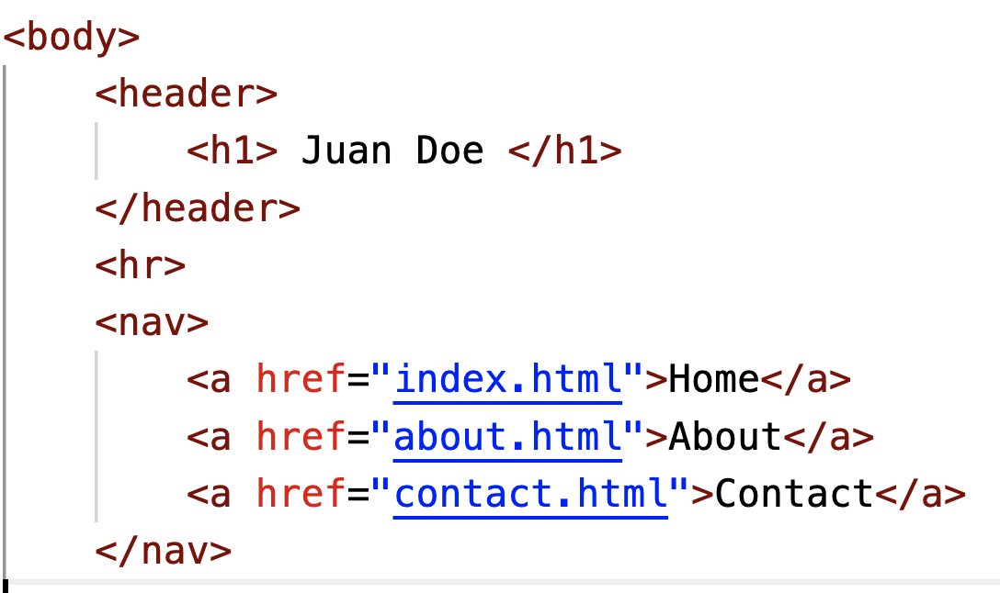 <body>
<header>
<h1> Juan Doe </h1>
</header>
<hr>
<nav>
<a href="index.html">Home</a>
<a href="about.html">About</a>
<a href="contact.html">Contact</a>
</nav>